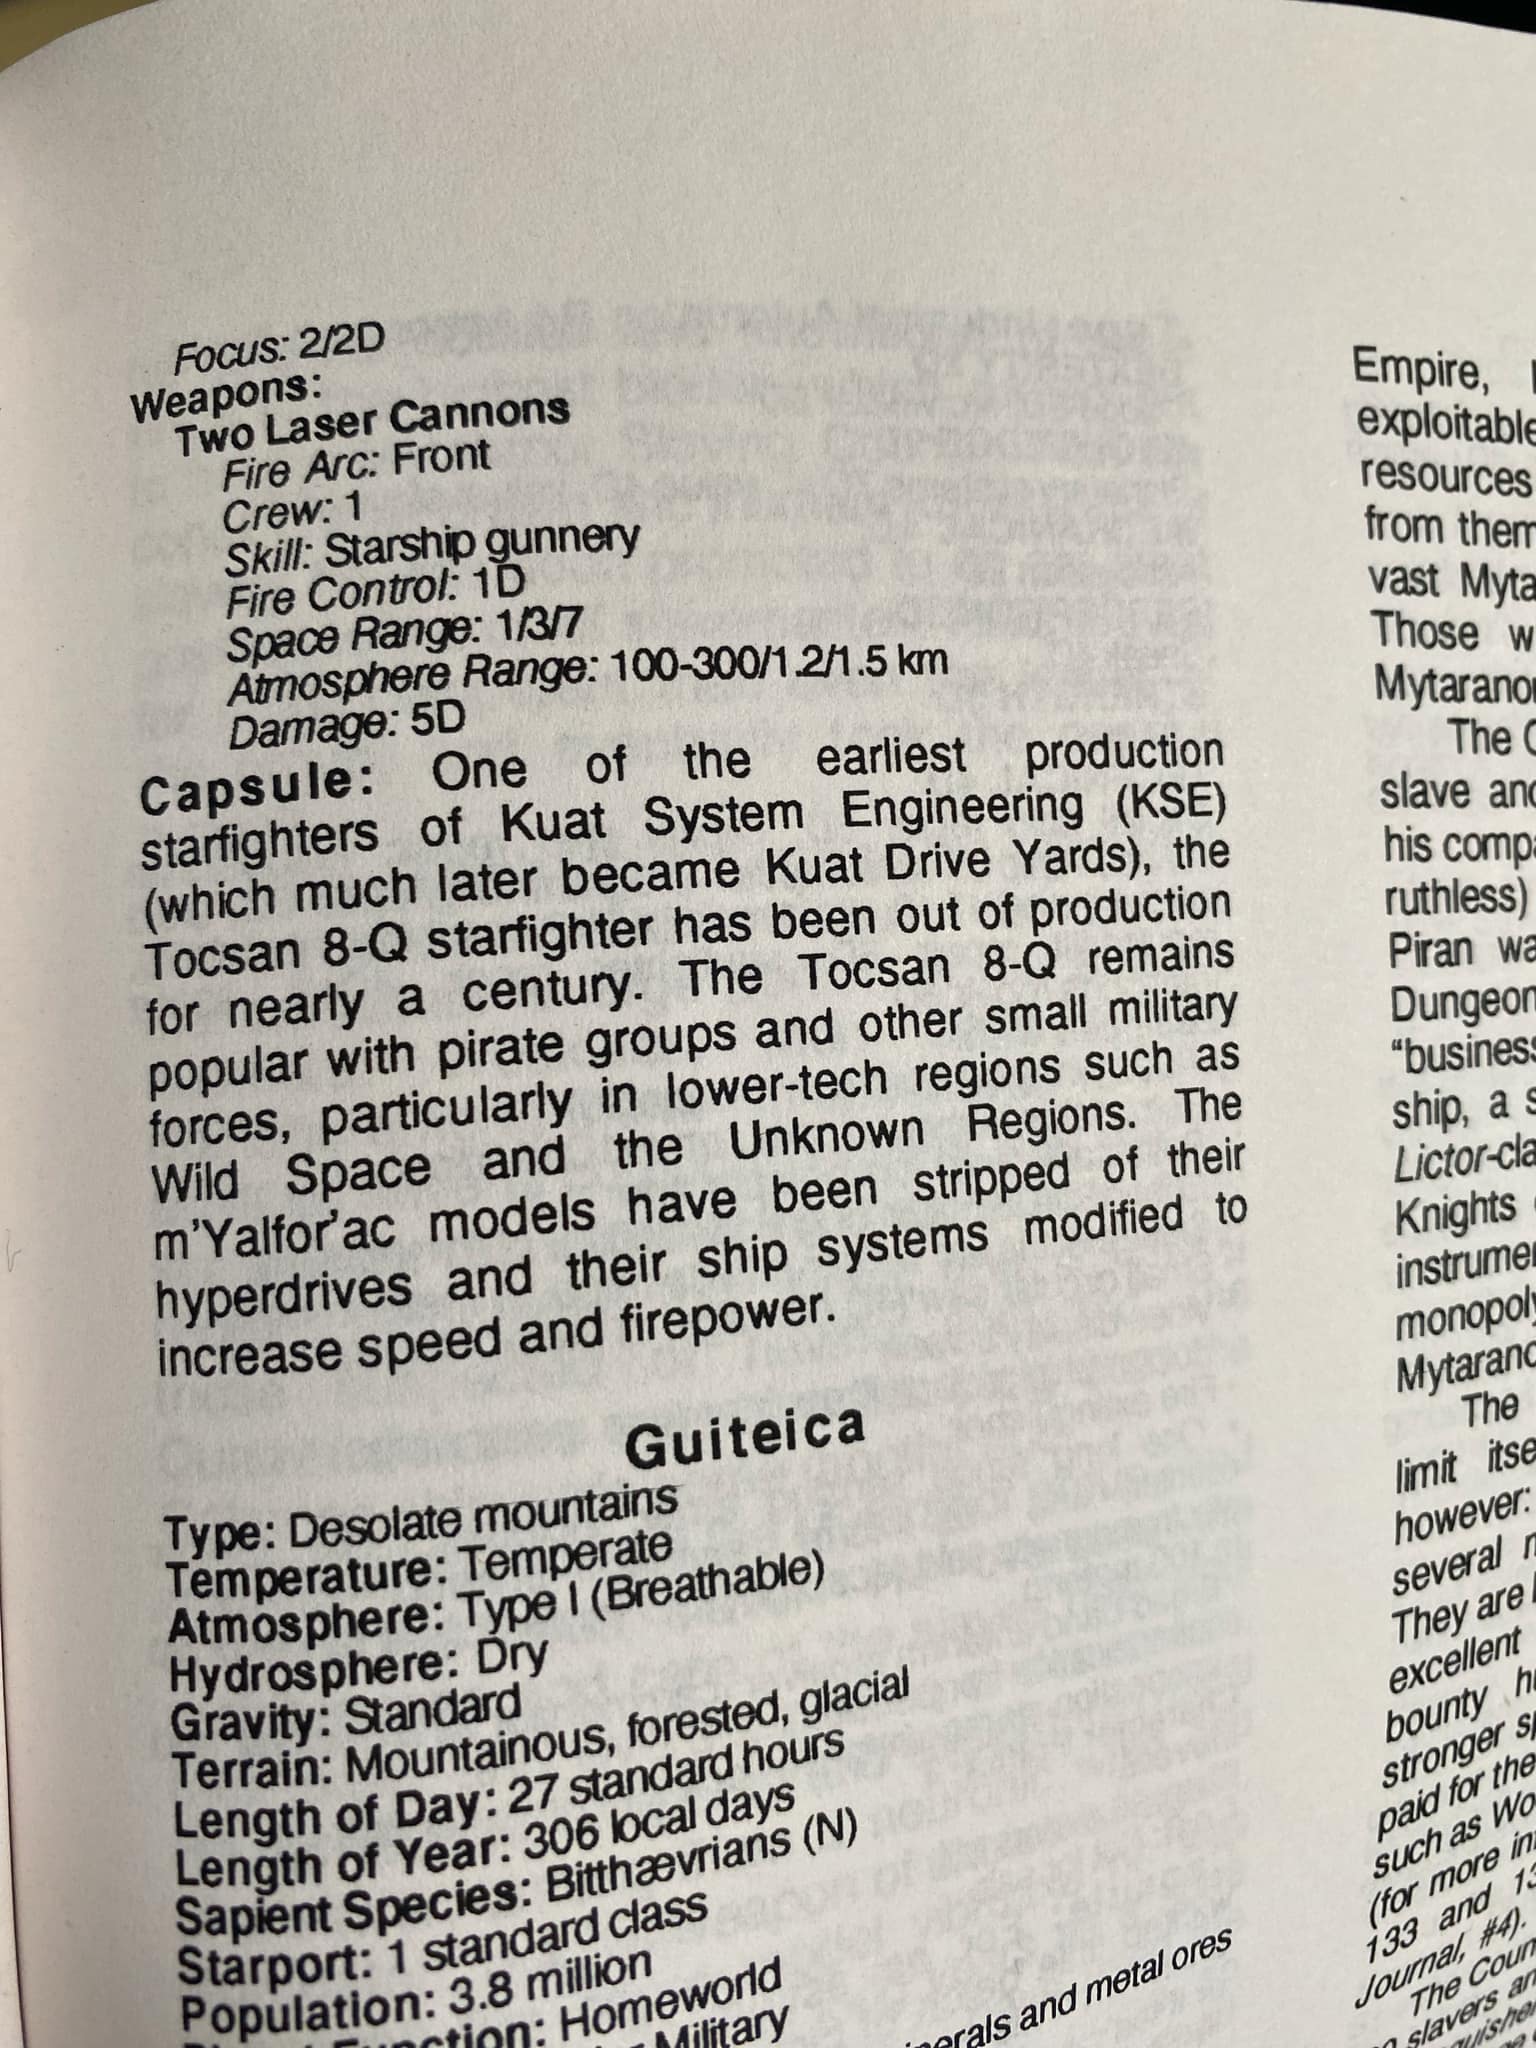 Focus: 2/2D
Weapons:
Two Laser Cannons
Fire Arc: Front
Crew: 1
Skill: Starship gunnery
Fire Control: 1D
Space Range: 1/3/7
Atmosphere Range: 100-300/1.2/1.5 km
Damage: 5D
Capsule: One of the earliest production
starfighters of Kuat System Engineering (KSE)
(which much later became Kuat Drive Yards), the
Tocsan 8-Q starfighter has been out of production
for nearly a century. The Tocsan 8-Q remains
popular with pirate groups and other small military
forces, particularly in lower-tech regions such as
Wild Space and the Unknown Regions. The
m'Yalfor'ac models have been stripped of their
hyperdrives and their ship systems modified to
increase speed and firepower.
Guiteica
Type: Desolate mountains
Temperature: Temperate
Atmosphere: Type I (Breathable)
Hydrosphere: Dry
Gravity: Standard
Terrain: Mountainous, forested, glacial
Length of Day: 27 standard hours
Length of Year: 306 local days
Sapient Species: Bitthævrians (N)
Starport: 1 standard class
Population: 3.8 million
Function: Homeworld
Military
and metal ores
Empire,
exploitable
resources
from them
vast
Those
The
slave
his
ruthless)
Piran
Dungeon
"business
ship, a
Lictor-
Knights
monopoly
The
limit
however:
several
They are
excellent
bounty
stronger
paid for the
such as
(for more
133 and
Journal, #4).
The
slavers